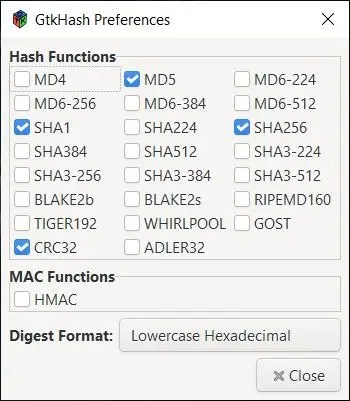 GtkHash Preferences
Hash Functions
MD4 MD5 MD6-224
MD6-256 MD6-384 MD6-512
SHA1 SHA224 SHA256
SHA384 SHA512 SHA3-224
SHA3-256 SHA3-384 SHA3-512
BLAKE2b BLAKE2s RIPEMD160
TIGER192 WHIRLPOOL GOST
CRC32 ADLER32
MAC Functions
HMAC
Digest Format: Lowercase Hexadecimal
Close